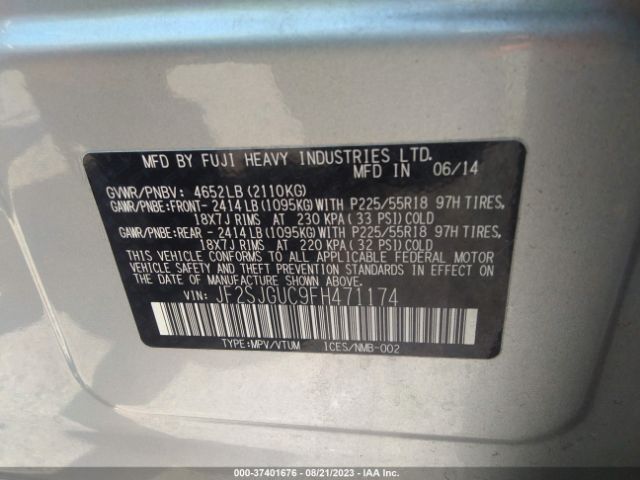 MFD BY FUJI HEAVY INDUSTRIES LTD.
MFD IN 06/14
GVWR/PNBV: 4652LB (2110KG)
GAWR/PNBE:FRONT-2414LB(1095KG)WITH P225/55R18 97H TIRES,
18X7J RIMS AT 230 KPA(33 PSI)COLD
GAWR/PNBE:REAR -2414LB(1095KG)WITH P225/55R18 97H TIRES,
18X7J RIMS AT 220 KPA(32 PSI)COLD
THIS VEHICLE CONFORMS TO ALL APPLICABLE FEDERAL MOTOR
VEHICLE SAFETY AND THEFT PREVENTION STANDARDS IN EFFECT
ON THE DATE OF MANUFACTURE SHOWN ABOVE.
VIN: JF2SJGUC9FH471174
TYPE:MPV/VTUM ICES/NMB-002
000-37401676 - 08/21/2023 - IAA Inc.